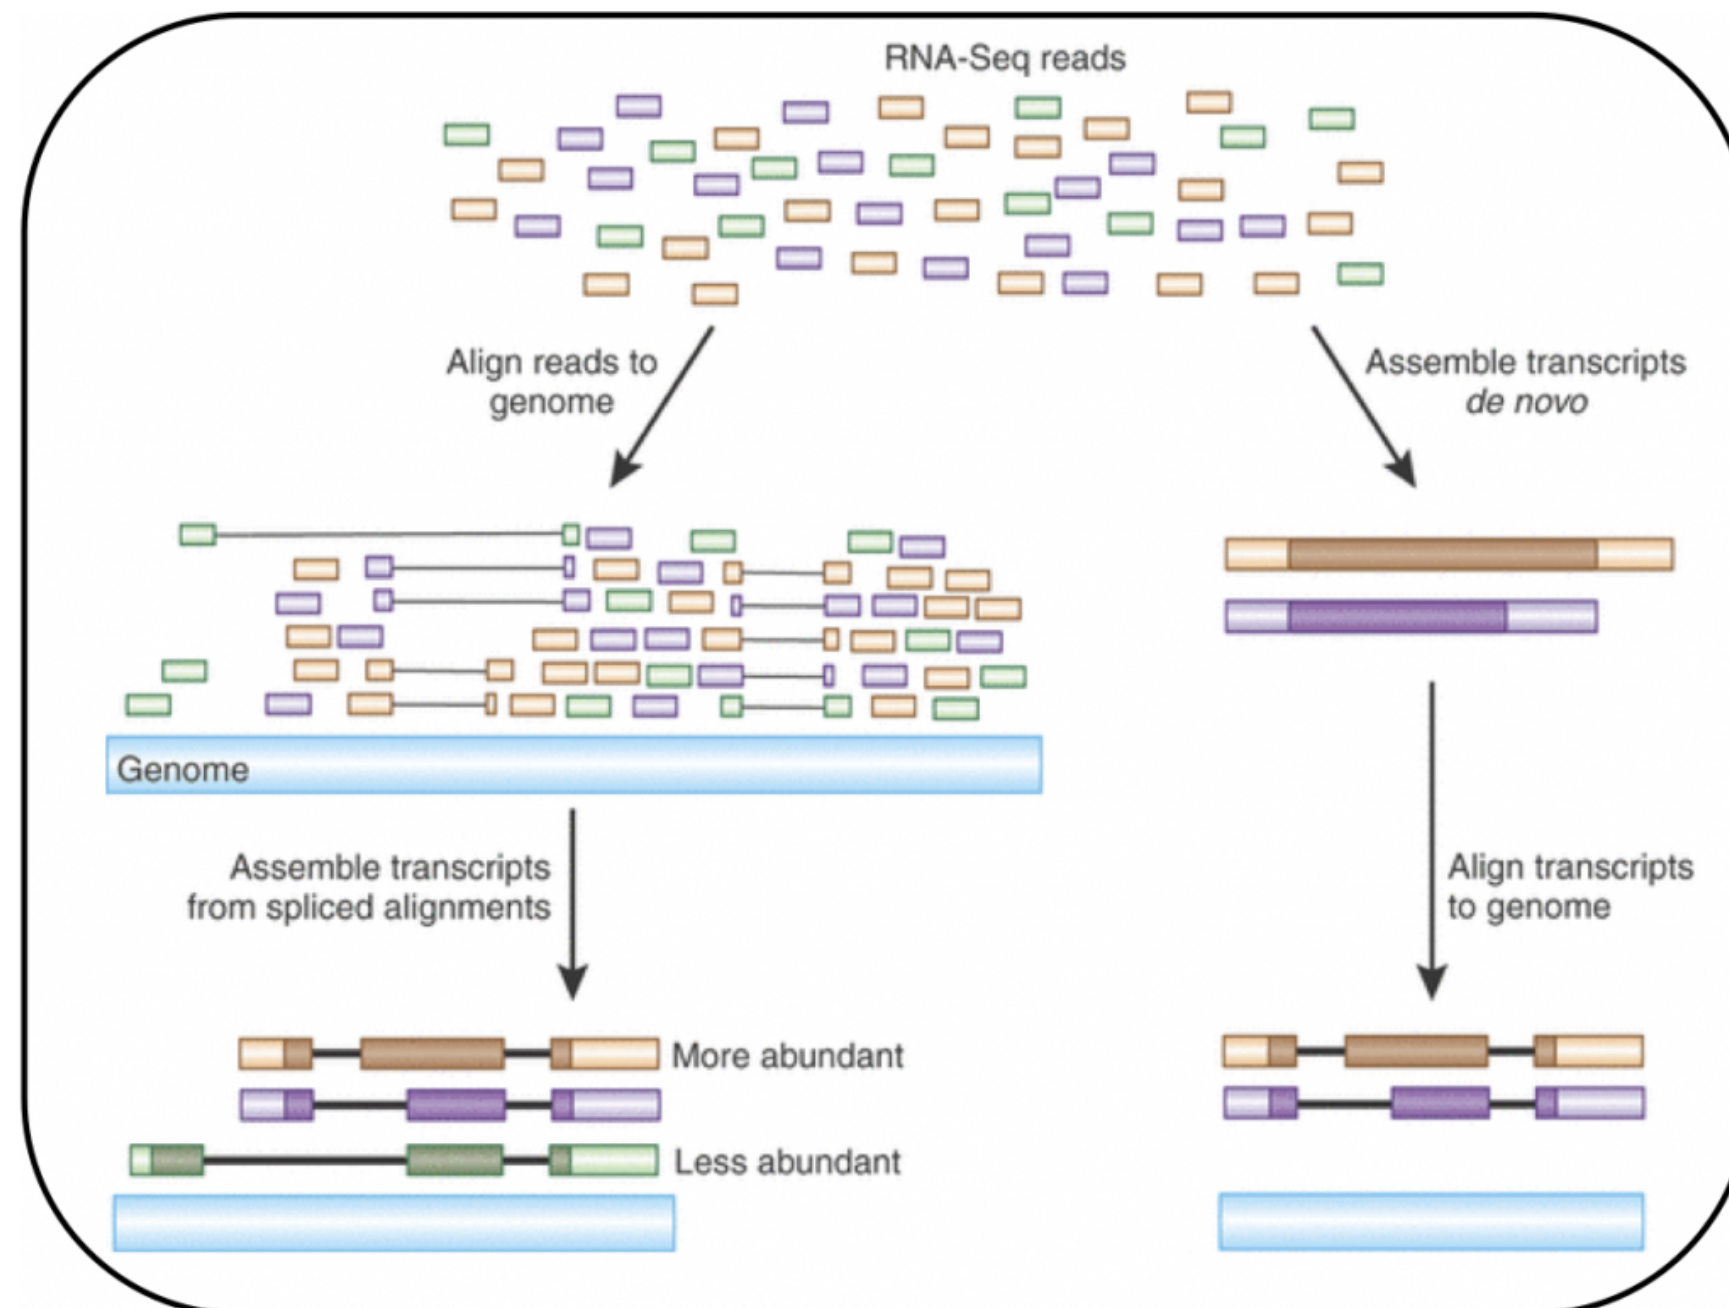 RNA-Seq reads
Align reads to
genome
Assemble transcripts
de novo
Genome
Assemble transcripts
from spliced alignments
Align transcripts
to genome
More abundant
Less abundant